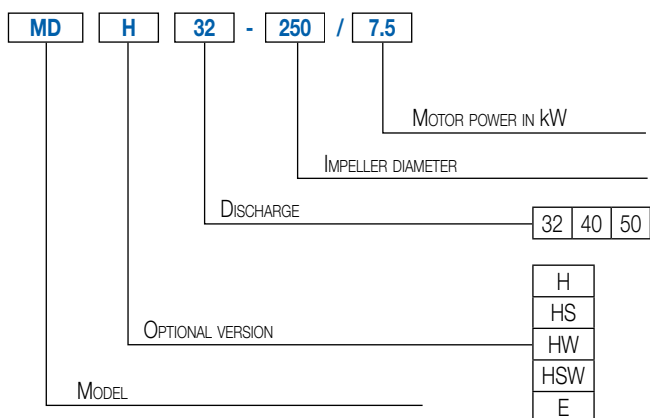 MD H 32 - 250 / 7.5
Motor power in kW
Impeller diameter
Discharge
32 40 50
Optional version
H
HS
HW
HSW
E
Model